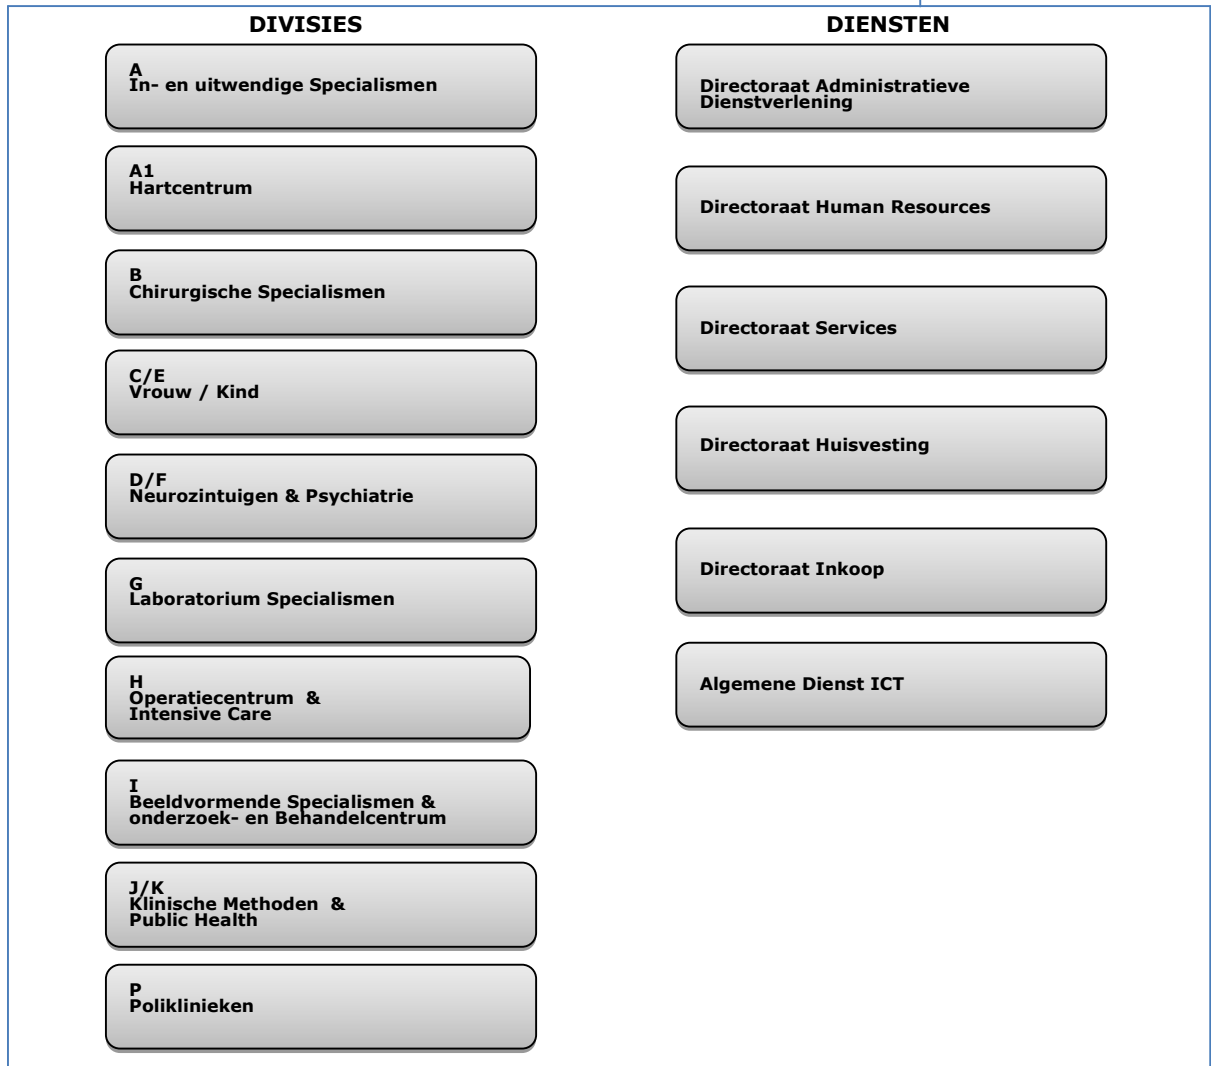 DIVISIES
A
In- en uitwendige Specialismen
A1
Hartcentrum
B
Chirurgische Specialismen
C/E
Vrouw / Kind
D/F
Neurozintuigen & Psychiatrie
G
Laboratorium Specialismen
H
Operatiecentrum &
Intensive Care
I
Beeldvormende Specialismen &
onderzoek- en Behandelcentrum
J/K
Klinische Methoden &
Public Health
P
Poliklinieken
DIENSTEN
Directoraat Administratieve
Dienstverlening
Directoraat Human Resources
Directoraat Services
Directoraat Huisvesting
Directoraat Inkoop
Algemene Dienst ICT